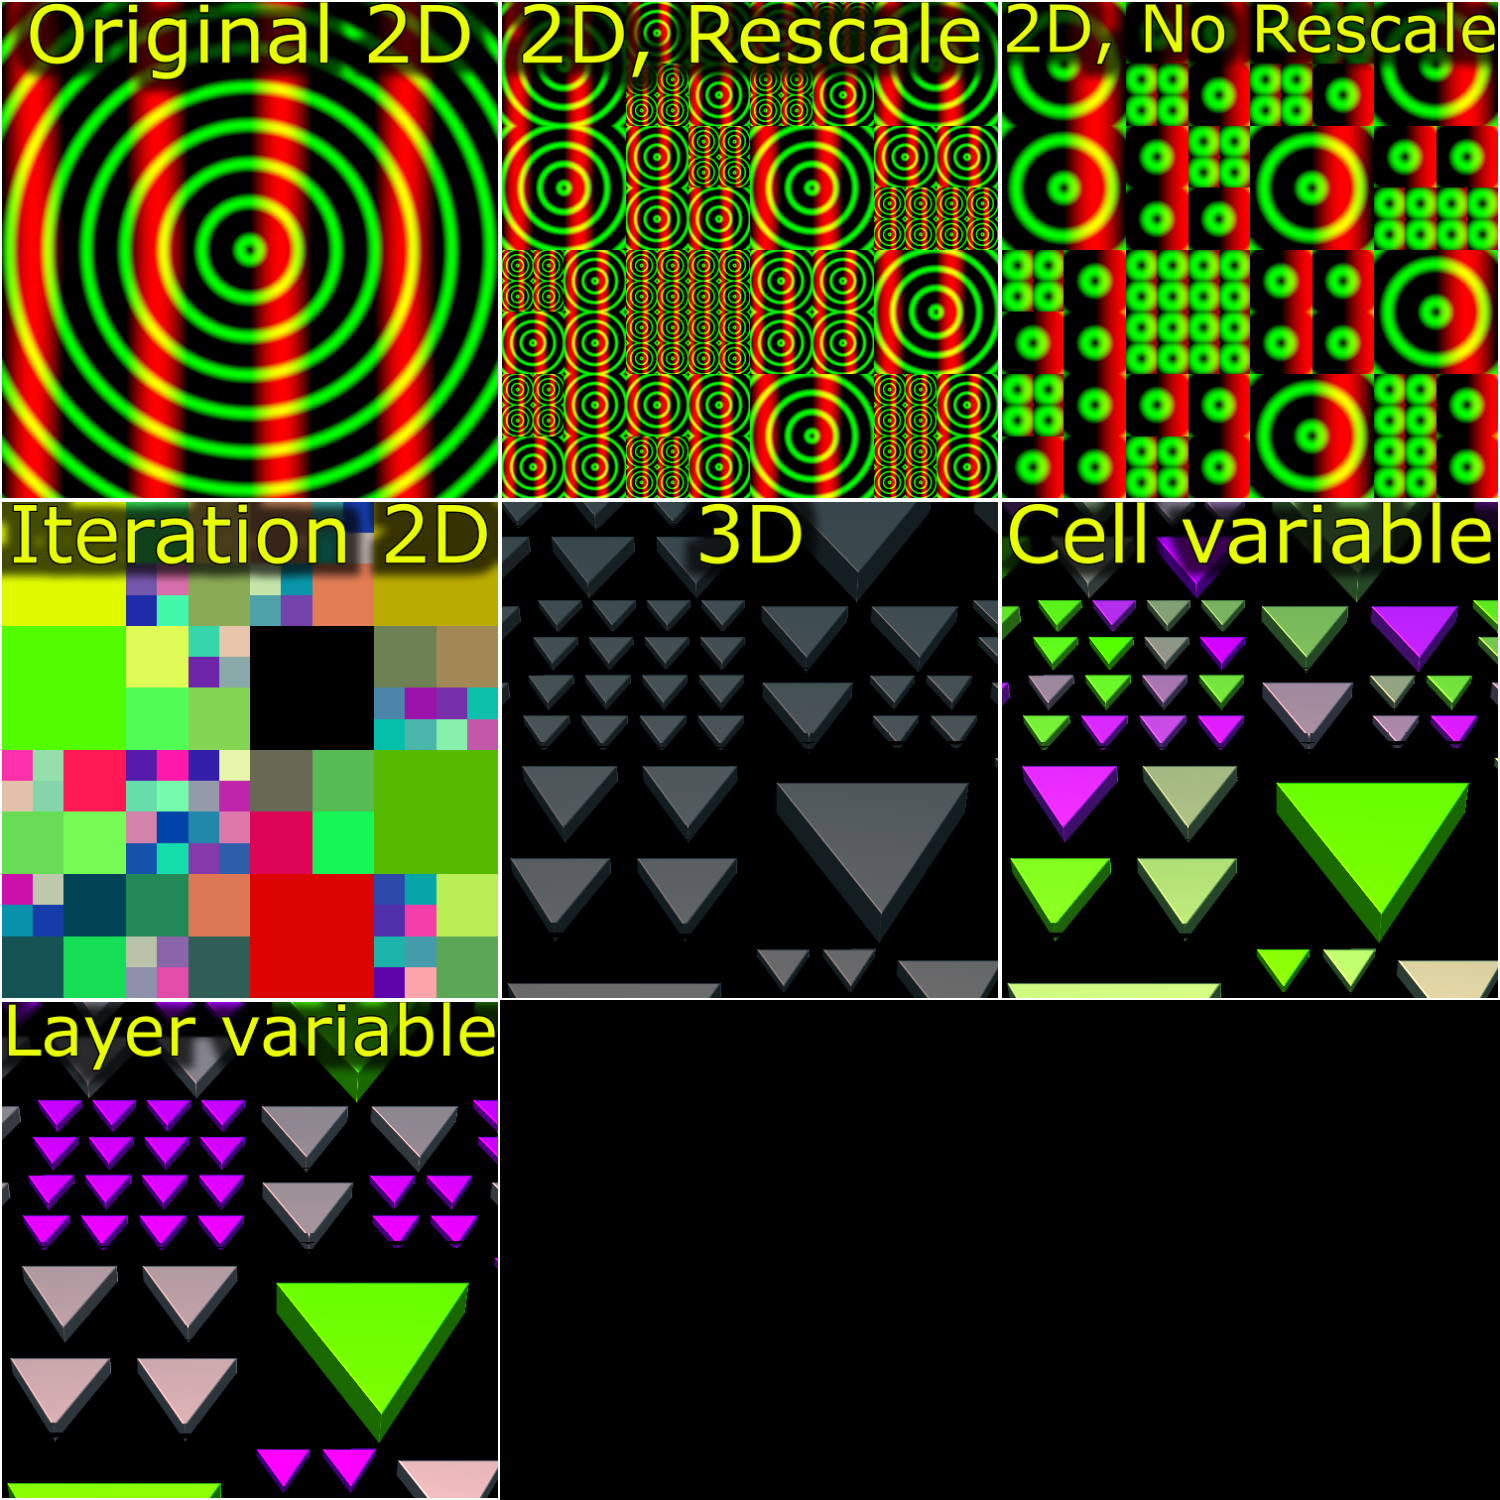 Original 2D
2D, Rescale
2D, No Rescale
Iteration 2D
3D
Cell variable
Layer variable